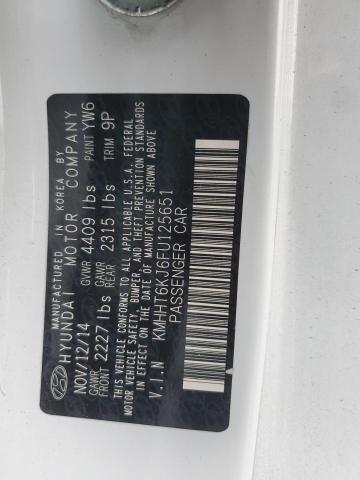 MANUFACTURED IN KOREA BY
HYUNDAI MOTOR COMPANY
NOV/12/14 GVWR 4409 lbs PAINT YW6
GAWR FRONT 2227 lbs GAWR REAR 2315 lbs TRIM 9P
THIS VEHICLE CONFORMS TO ALL APPLICABLE U.S.A. FEDERAL
MOTOR VEHICLE SAFETY, BUMPER, AND THEFT PREVENTION STANDARDS
IN EFFECT ON THE DATE OF MANUFACTURE SHOWN ABOVE
V.I.N KMHHT6KJ6FU125651
PASSENGER CAR